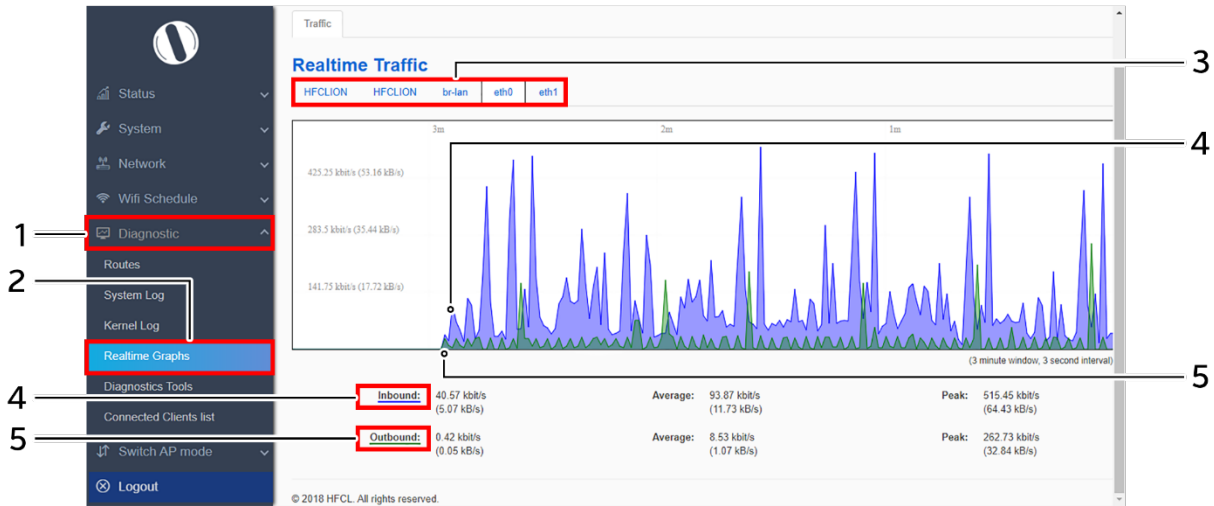 Traffic
Realtime Traffic
3
HFCLION HFCLION br-lan eth0 eth1
Status
System
Network
Wifi Schedule
1
Diagnostic
2
Routes
System Log
Kernel Log
Realtime Graphs
Diagnostics Tools
Connected Clients list
Switch AP mode
Logout
3m 2m 1m
4
425.25 kbit/s (53.16 kB/s)
283.5 kbit/s (35.44 kB/s)
141.75 kbit/s (17.72 kB/s)
(3 minute window, 3 second interval)
5
4
Inbound: 40.57 kbit/s Average: 93.87 kbit/s Peak: 515.45 kbit/s
(5.07 kB/s) (11.73 kB/s) (64.43 kB/s)
5
Outbound: 0.42 kbit/s Average: 8.53 kbit/s Peak: 262.73 kbit/s
(0.05 kB/s) (1.07 kB/s) (32.84 kB/s)
© 2018 HFCL. All rights reserved.